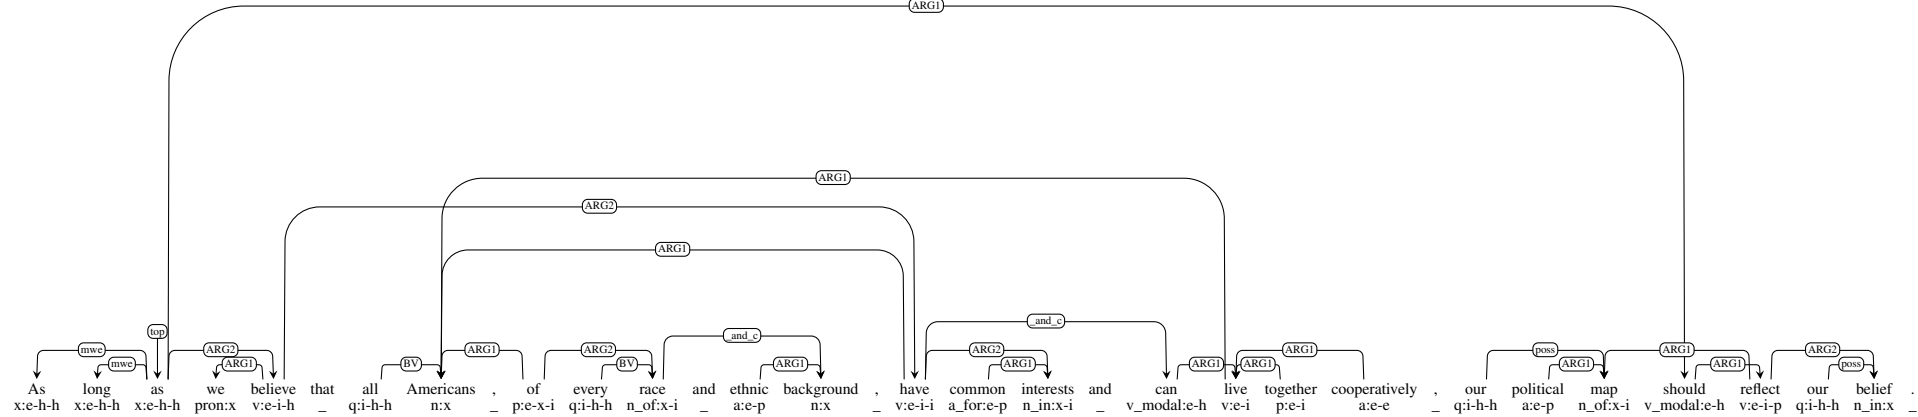 ARG1
ARG1
ARG2
ARG1
_and_c
top _and_c
mwe ARG2 ARG1 ARG2 ARG2 ARG1 poss ARG1 ARG2
mwe ARG1 BV BV ARG1 ARG1 ARG1 ARG1 ARG1 ARG1 poss
As long as we believe that all Americans , of every race and ethnic background , have common interests and can live together cooperatively , our political map should reflect our belief .
x:e-h-h x:e-h-h x:e-h-h pron:x v:e-i-h _ q:i-h-h n:x _ p:e-x-i q:i-h-h n_of:x-i _ a:e-p n:x _ v:e-i-i a_for:e-p n_in:x-i _ v_modal:e-h v:e-i p:e-i a:e-e _ q:i-h-h a:e-p n_of:x-i v_modal:e-h v:e-i-p q:i-h-h n_in:x _